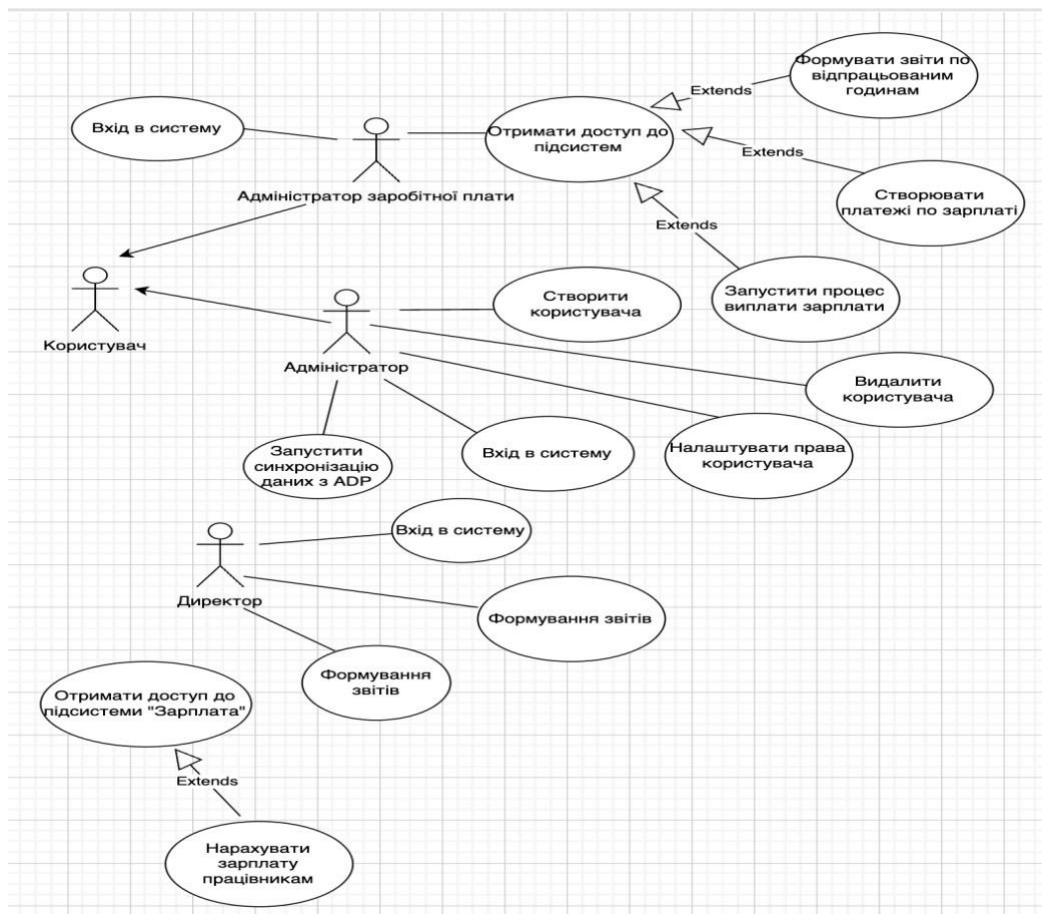 Формувати звіти по
відпрацьованим
годинам
Extends
Вхід в систему
Отримати доступ до
підсистем
Extends
Адміністратор заробітної плати
Створювати
платежі по зарплаті
Extends
Запустити процес
виплати зарплати
Створити
користувача
Користувач
Адміністратор
Видалити
користувача
Запустити
синхронізацію
даних з ADP
Вхід в систему
Налаштувати права
користувача
Вхід в систему
Директор
Формування звітів
Формування
звітів
Отримати доступ до
підсистеми "Зарплата"
Extends
Нарахувати
зарплату
працівникам